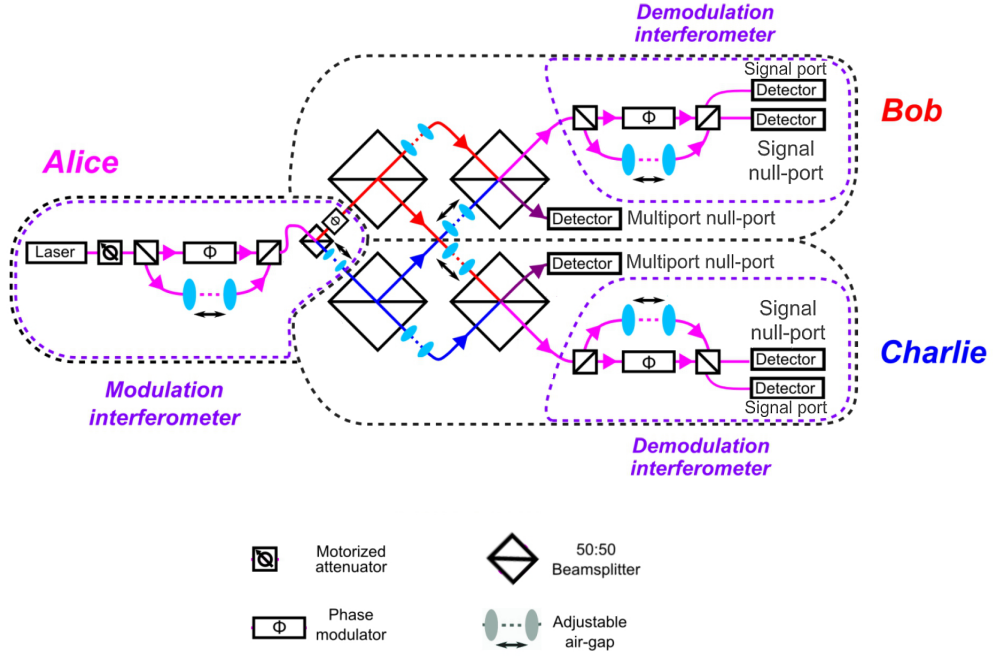 Demodulation
interferometer
Signal port
Detector
Detector
Signal
null-port
Bob
Φ
Alice
Detector
Multiport null-port
Φ
Laser
Φ
Detector
Multiport null-port
Signal
null-port
Detector
Φ
Detector
Signal port
Charlie
Modulation
interferometer
Demodulation
interferometer
Motorized
attenuator
50:50
Beamsplitter
Φ
Phase
modulator
Adjustable
air-gap